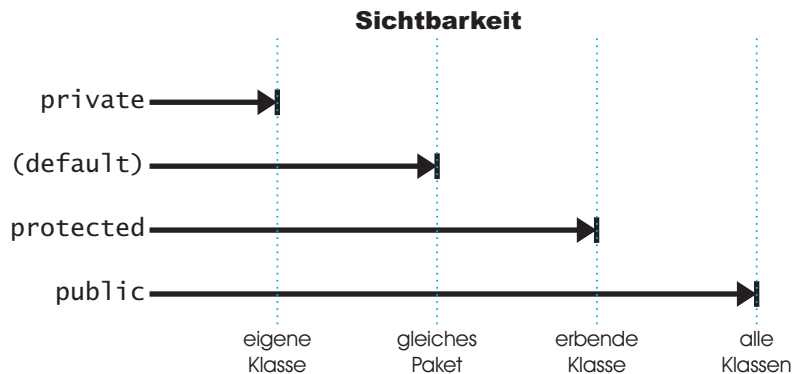 Sichtbarkeit
private
(default)
protected
public
eigene
Klasse
gleiches
Paket
erbende
Klasse
alle
Klassen